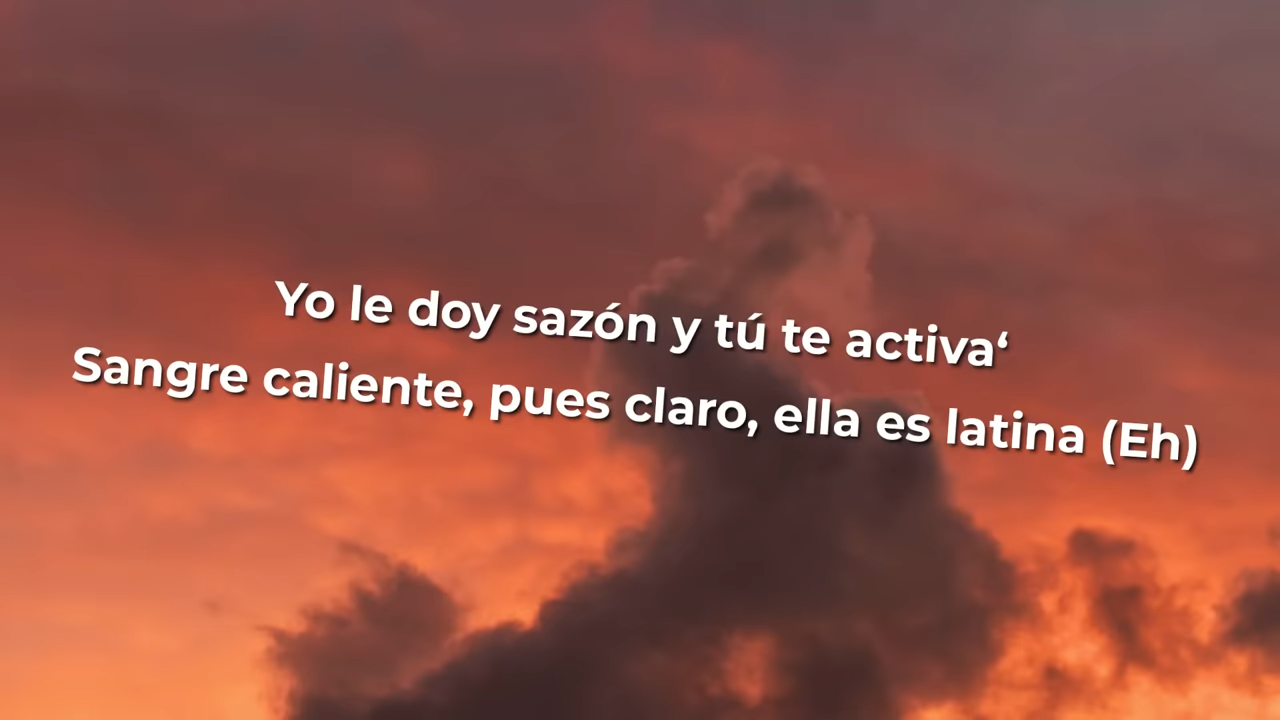 Yo le doy sazón y tú te activa‘
Sangre caliente, pues claro, ella es latina (Eh)